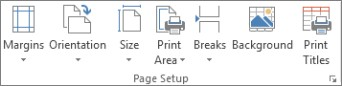 Margins Orientation Size Print Area Breaks Background Print Titles
Page Setup